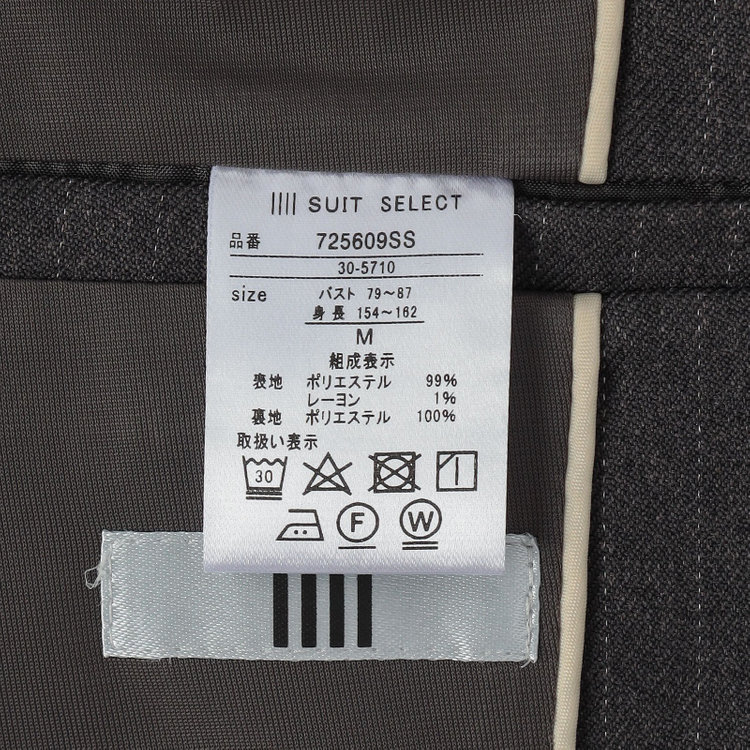 SUIT SELECT
品番 725609SS
30-5710
size バスト 79～87
身長 154～162
M
組成表示
表地 ポリエステル 99%
レーヨン 1%
裏地 ポリエステル 100%
取扱い表示
30
F W